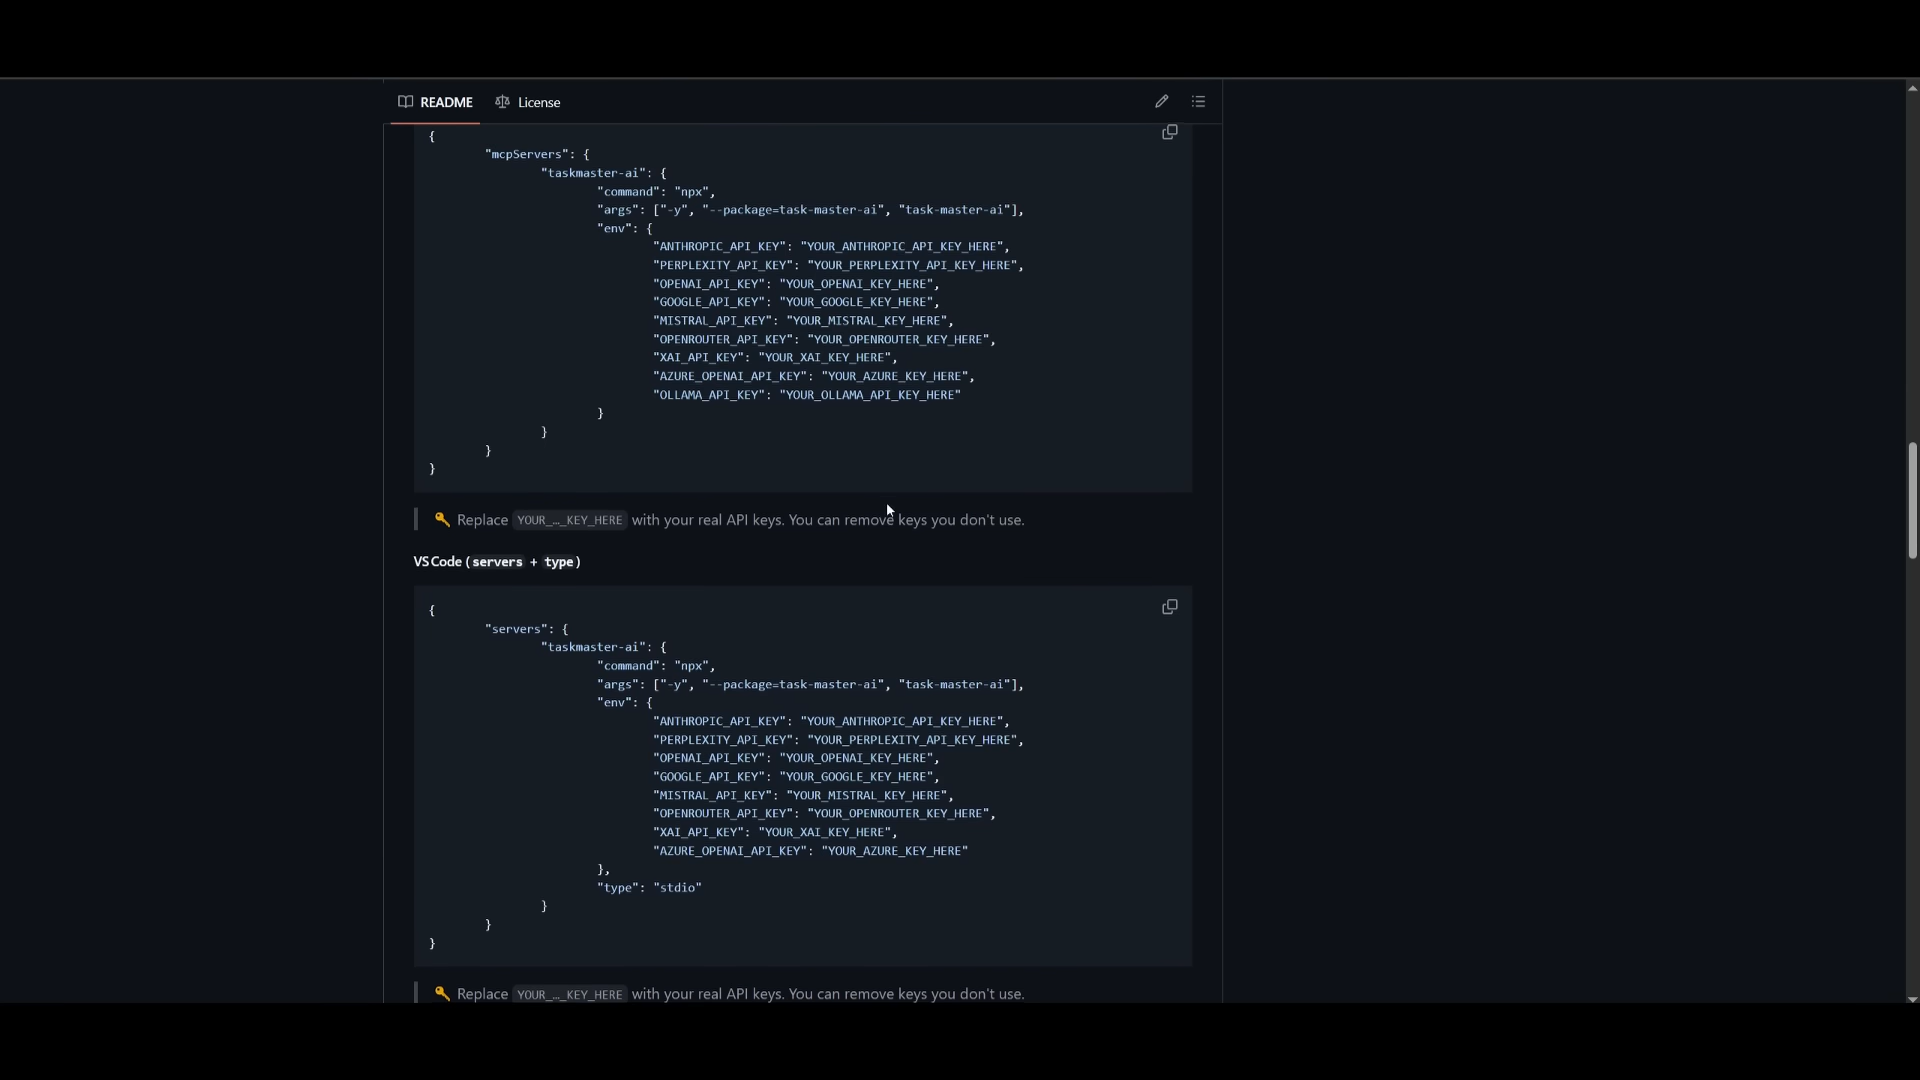 README License
{
"mcpServers": {
"taskmaster-ai": {
"command": "npx",
"args": ["-y", "--package=task-master-ai", "task-master-ai"],
"env": {
"ANTHROPIC_API_KEY": "YOUR_ANTHROPIC_API_KEY_HERE",
"PERPLEXITY_API_KEY": "YOUR_PERPLEXITY_API_KEY_HERE",
"OPENAI_API_KEY": "YOUR_OPENAI_KEY_HERE",
"GOOGLE_API_KEY": "YOUR_GOOGLE_KEY_HERE",
"MISTRAL_API_KEY": "YOUR_MISTRAL_KEY_HERE",
"OPENROUTER_API_KEY": "YOUR_OPENROUTER_KEY_HERE",
"XAI_API_KEY": "YOUR_XAI_KEY_HERE",
"AZURE_OPENAI_API_KEY": "YOUR_AZURE_KEY_HERE",
"OLLAMA_API_KEY": "YOUR_OLLAMA_API_KEY_HERE"
}
}
}
}
🔑 Replace YOUR_…_KEY_HERE with your real API keys. You can remove keys you don't use.
VS Code (servers + type)
{
"servers": {
"taskmaster-ai": {
"command": "npx",
"args": ["-y", "--package=task-master-ai", "task-master-ai"],
"env": {
"ANTHROPIC_API_KEY": "YOUR_ANTHROPIC_API_KEY_HERE",
"PERPLEXITY_API_KEY": "YOUR_PERPLEXITY_API_KEY_HERE",
"OPENAI_API_KEY": "YOUR_OPENAI_KEY_HERE",
"GOOGLE_API_KEY": "YOUR_GOOGLE_KEY_HERE",
"MISTRAL_API_KEY": "YOUR_MISTRAL_KEY_HERE",
"OPENROUTER_API_KEY": "YOUR_OPENROUTER_KEY_HERE",
"XAI_API_KEY": "YOUR_XAI_KEY_HERE",
"AZURE_OPENAI_API_KEY": "YOUR_AZURE_KEY_HERE"
},
"type": "stdio"
}
}
}
🔑 Replace YOUR_…_KEY_HERE with your real API keys. You can remove keys you don't use.